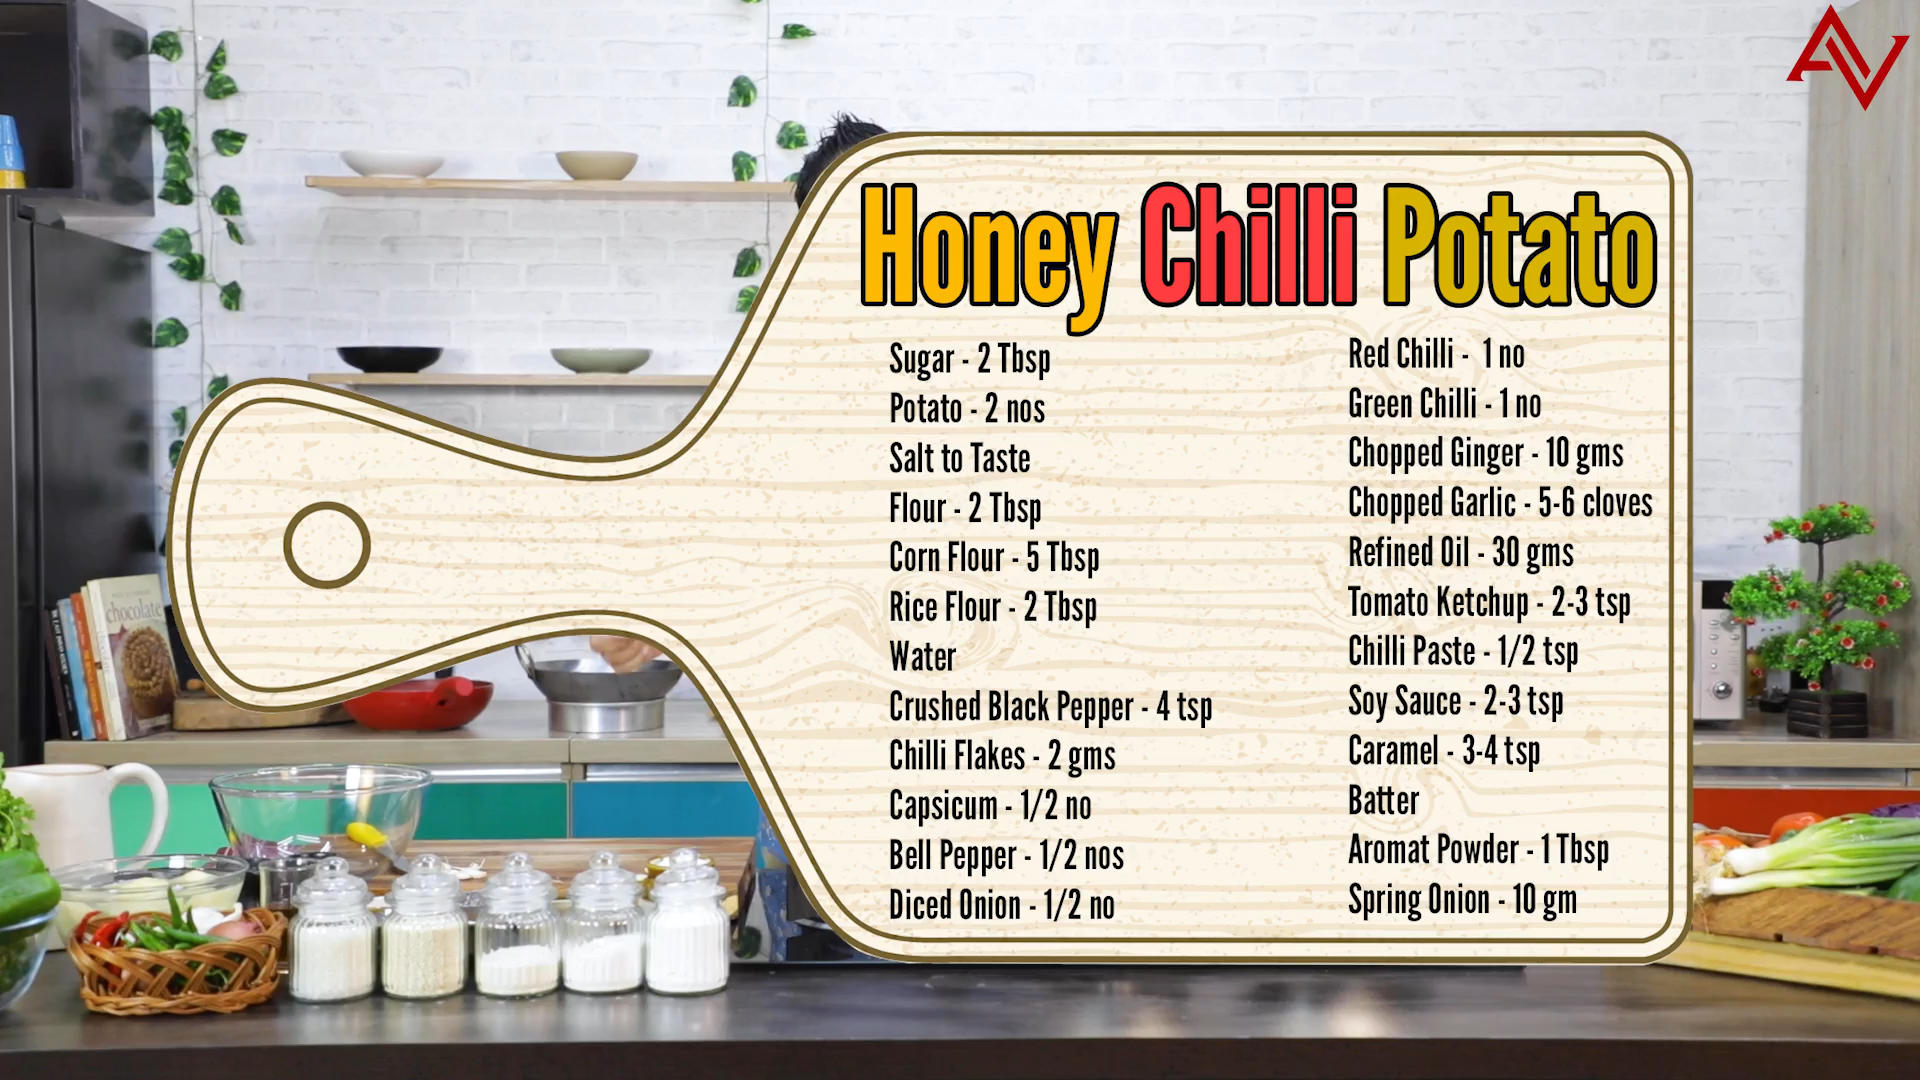 AV
Honey Chilli Potato
Sugar - 2 Tbsp
Potato - 2 nos
Salt to Taste
Flour - 2 Tbsp
Corn Flour - 5 Tbsp
Rice Flour - 2 Tbsp
Water
Crushed Black Pepper - 4 tsp
Chilli Flakes - 2 gms
Capsicum - 1/2 no
Bell Pepper - 1/2 nos
Diced Onion - 1/2 no
Red Chilli - 1 no
Green Chilli - 1 no
Chopped Ginger - 10 gms
Chopped Garlic - 5-6 cloves
Refined Oil - 30 gms
Tomato Ketchup - 2-3 tsp
Chilli Paste - 1/2 tsp
Soy Sauce - 2-3 tsp
Caramel - 3-4 tsp
Batter
Aromat Powder - 1 Tbsp
Spring Onion - 10 gm
chocolate